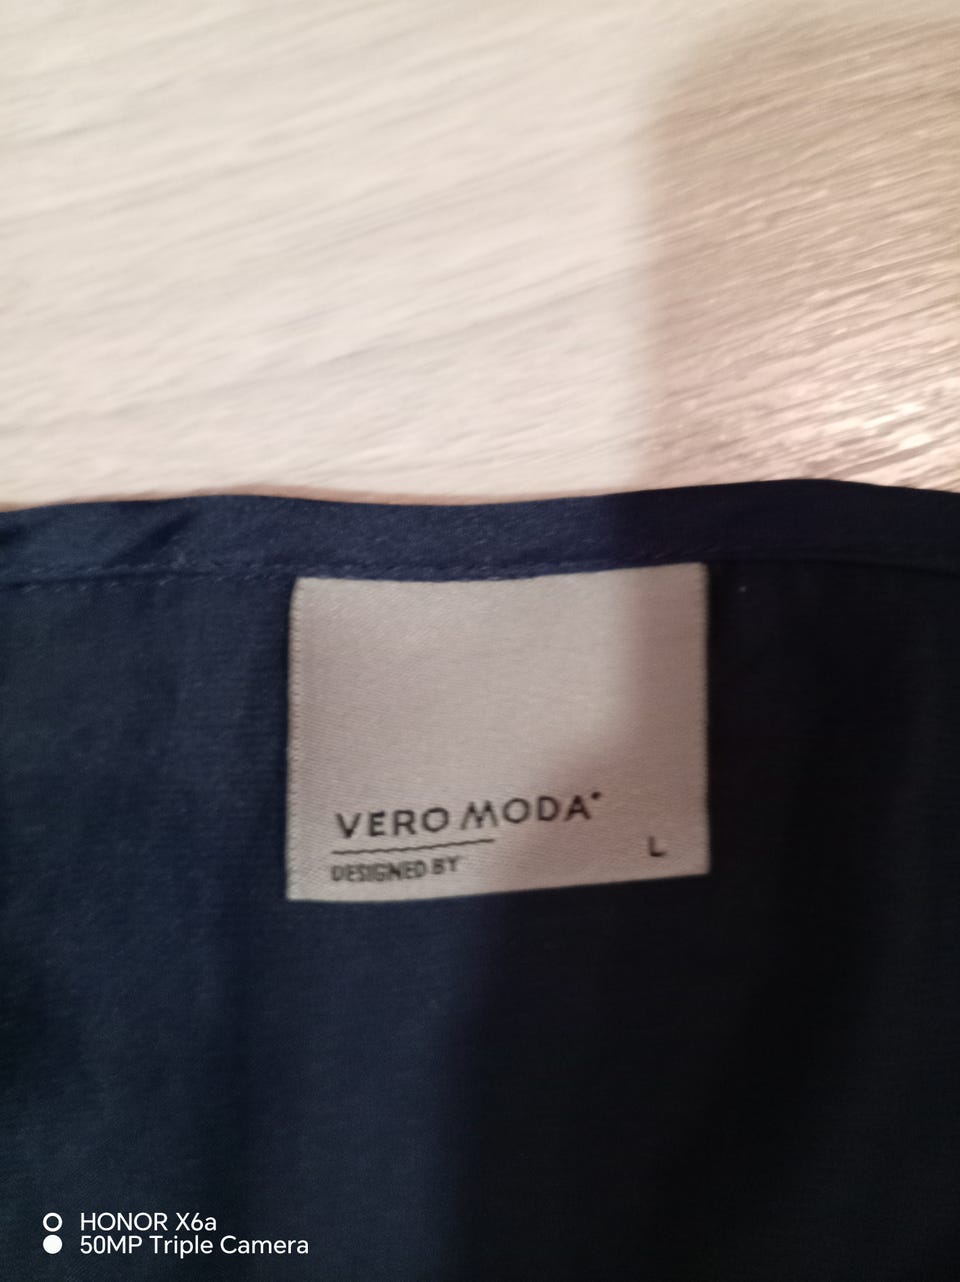 VERO MODA®
DESIGNED BY
L
HONOR X6a
50MP Triple Camera